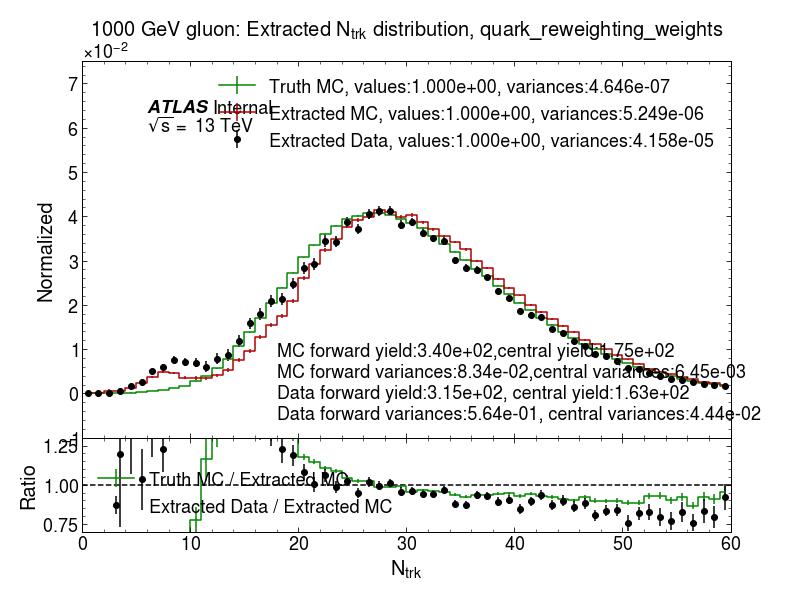 1000 GeV gluon: Extracted Ntrk distribution, quark_reweighting_weights
×10−2
Truth MC, values:1.000e+00, variances:4.646e-07
ATLAS Internal
Extracted MC, values:1.000e+00, variances:5.249e-06
√s = 13 TeV
Extracted Data, values:1.000e+00, variances:4.158e-05
7
6
5
4
3
2
1
0
−1
Normalized
MC forward yield:3.40e+02,central yield:1.75e+02
MC forward variances:8.34e-02,central variances:6.45e-03
Data forward yield:3.15e+02, central yield:1.63e+02
Data forward variances:5.64e-01, central variances:4.44e-02
1.25
1.00
0.75
Ratio
Truth MC / Extracted MC
Extracted Data / Extracted MC
0 10 20 30 40 50 60
Ntrk